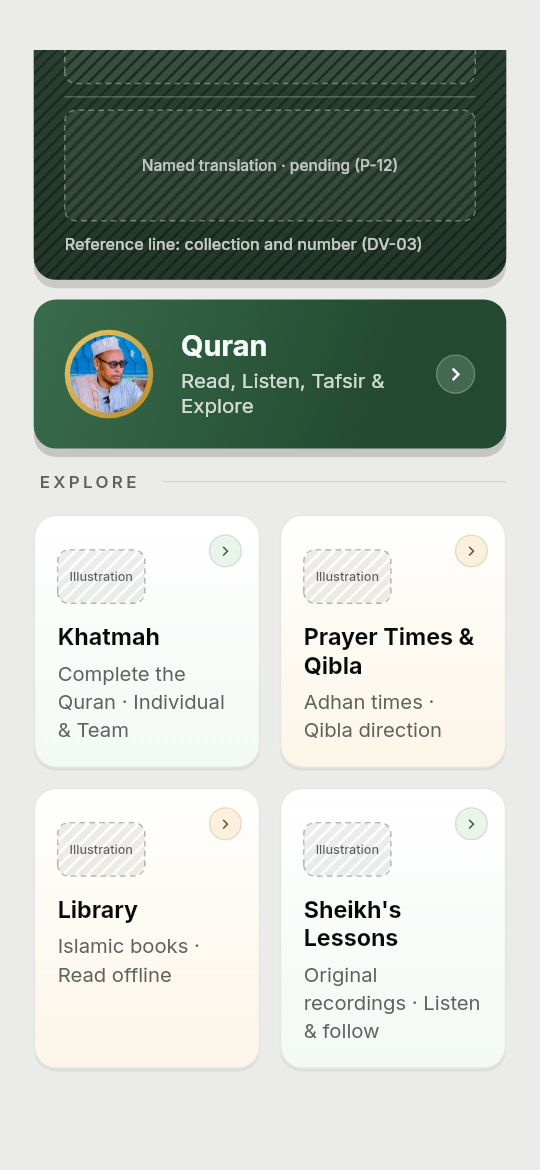 Named translation · pending (P-12)
Reference line: collection and number (DV-03)
Quran
Read, Listen, Tafsir &
Explore
EXPLORE
Illustration
Khatmah
Complete the
Quran · Individual
& Team
Illustration
Prayer Times &
Qibla
Adhan times ·
Qibla direction
Illustration
Library
Islamic books ·
Read offline
Illustration
Sheikh's
Lessons
Original
recordings · Listen
& follow